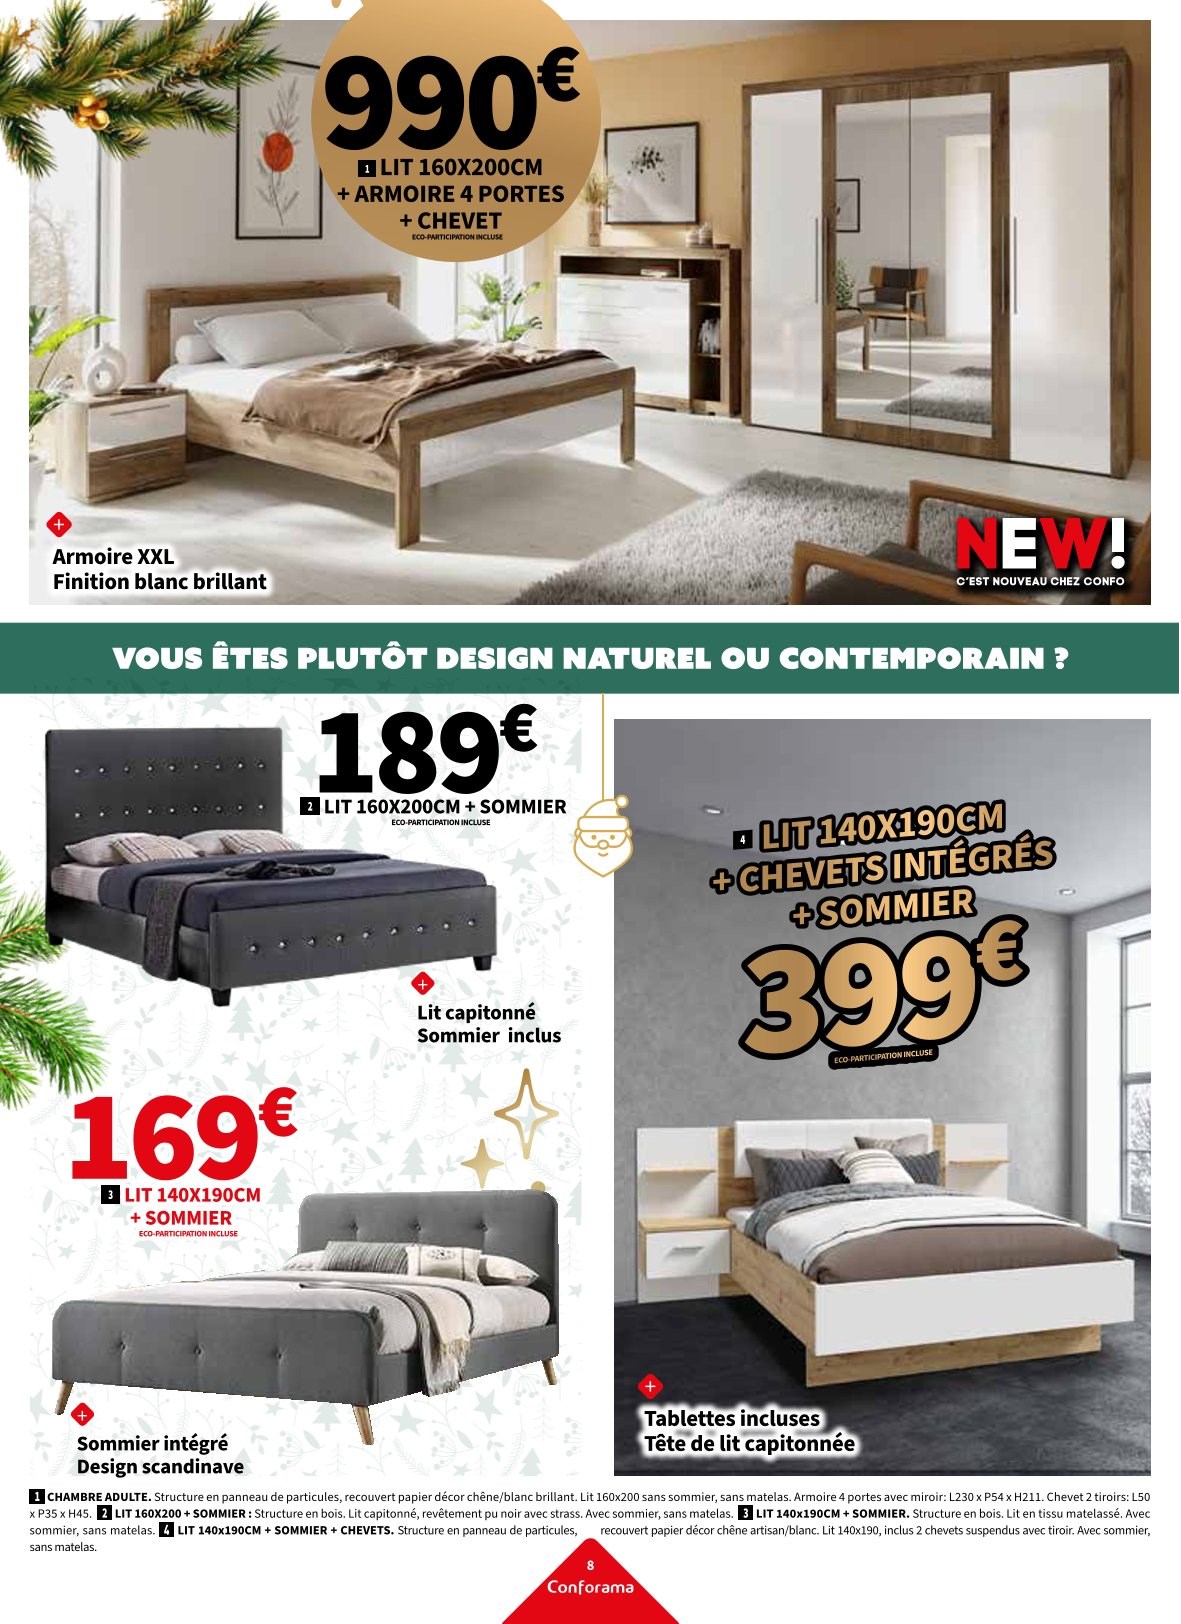 990€
1 LIT 160X200CM
+ ARMOIRE 4 PORTES
+ CHEVET
ECO-PARTICIPATION INCLUSE
+
Armoire XXL
Finition blanc brillant
NEW!
C'EST NOUVEAU CHEZ CONFO
VOUS ÊTES PLUTÔT DESIGN NATUREL OU CONTEMPORAIN ?
189€
2 LIT 160X200CM + SOMMIER
ECO-PARTICIPATION INCLUSE
+
Lit capitonné
Sommier inclus
169€
3 LIT 140X190CM
+ SOMMIER
ECO-PARTICIPATION INCLUSE
+
Sommier intégré
Design scandinave
4 LIT 140X190CM
+ CHEVETS INTÉGRÉS
+ SOMMIER
399€
ECO-PARTICIPATION INCLUSE
+
Tablettes incluses
Tête de lit capitonnée
1 CHAMBRE ADULTE. Structure en panneau de particules, recouvert papier décor chêne/blanc brillant. Lit 160x200 sans sommier, sans matelas. Armoire 4 portes avec miroir: L230 x P54 x H211. Chevet 2 tiroirs: L50
x P35 x H45. 2 LIT 160X200 + SOMMIER : Structure en bois. Lit capitonné, revêtement pu noir avec strass. Avec sommier, sans matelas. 3 LIT 140x190CM + SOMMIER. Structure en bois. Lit en tissu matelassé. Avec
sommier, sans matelas. 4 LIT 140x190CM + SOMMIER + CHEVETS. Structure en panneau de particules, recouvert papier décor chêne artisan/blanc. Lit 140x190, inclus 2 chevets suspendus avec tiroir. Avec sommier,
sans matelas.
8
Conforama